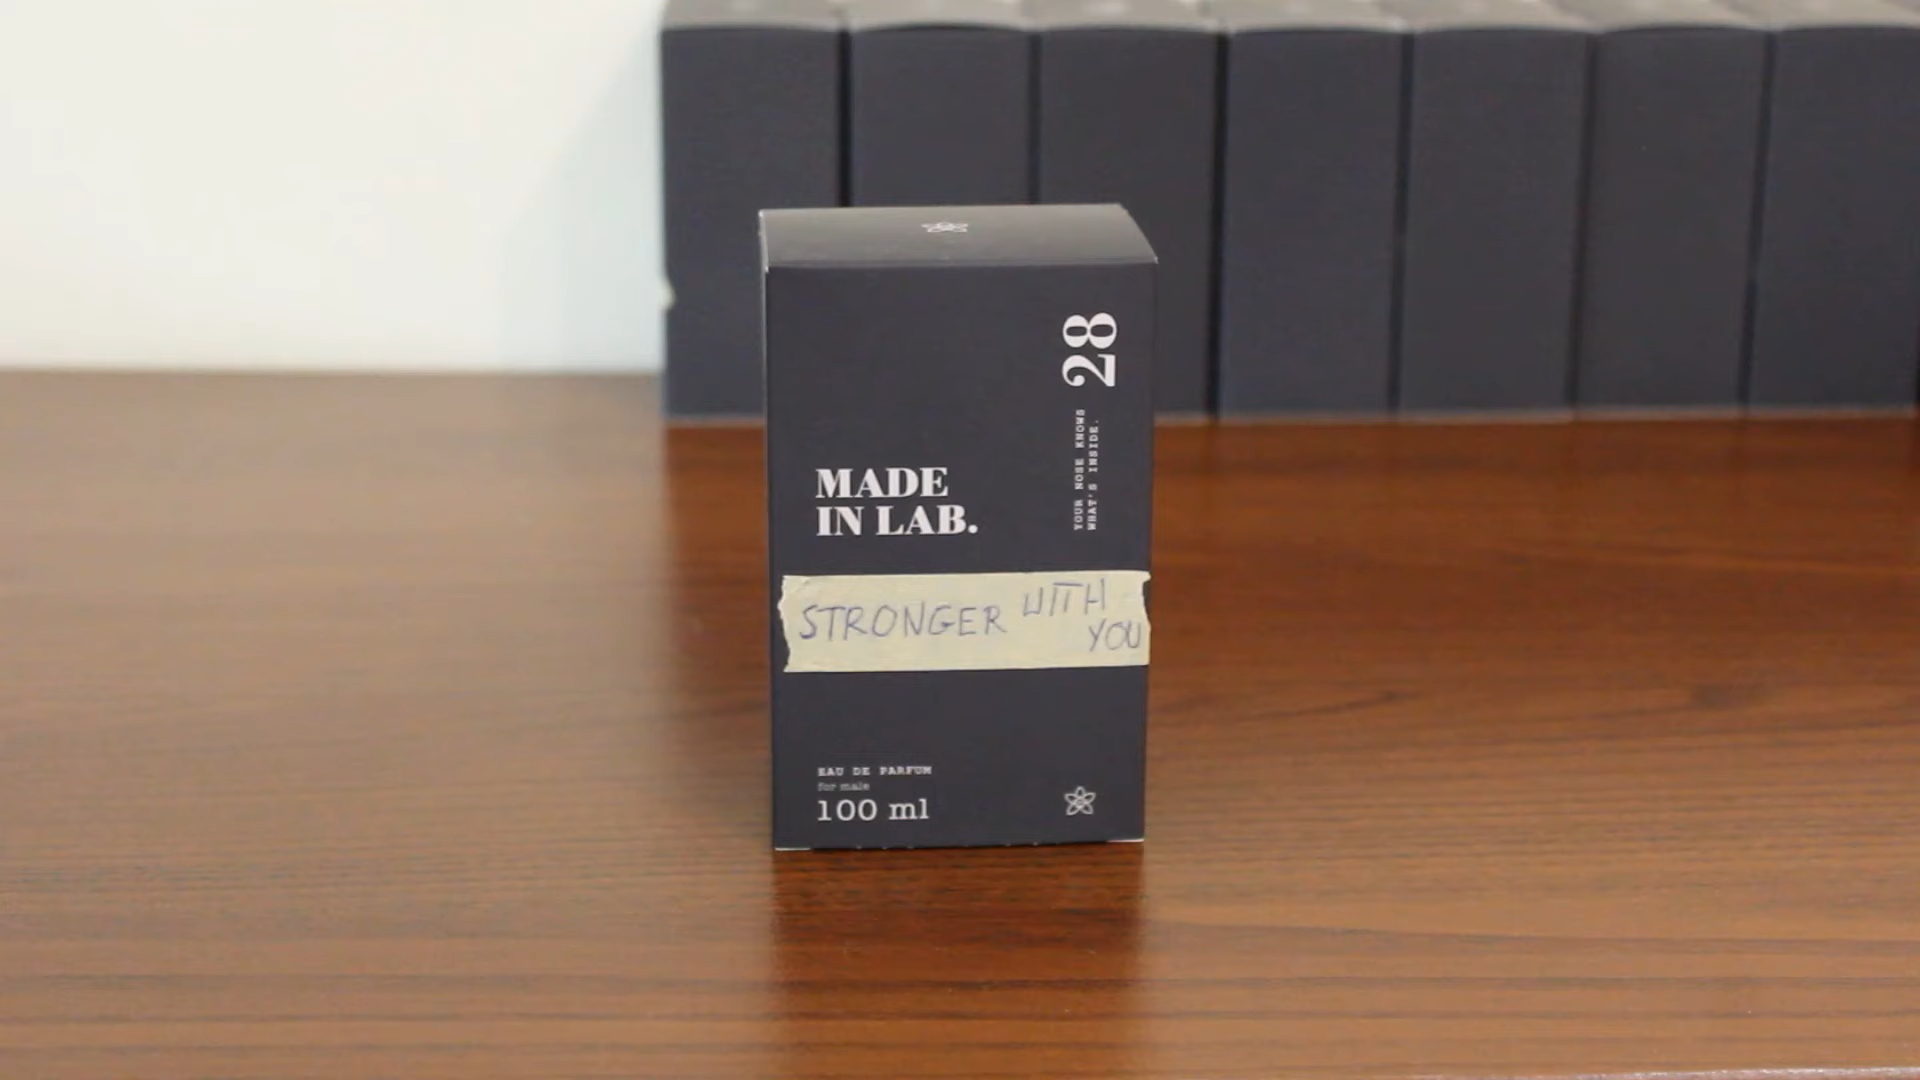 28
YOUR NOSE KNOWS
WHAT'S INSIDE.
MADE
IN LAB.
STRONGER WITH
YOU
EAU DE PARFUM
for male
100 ml